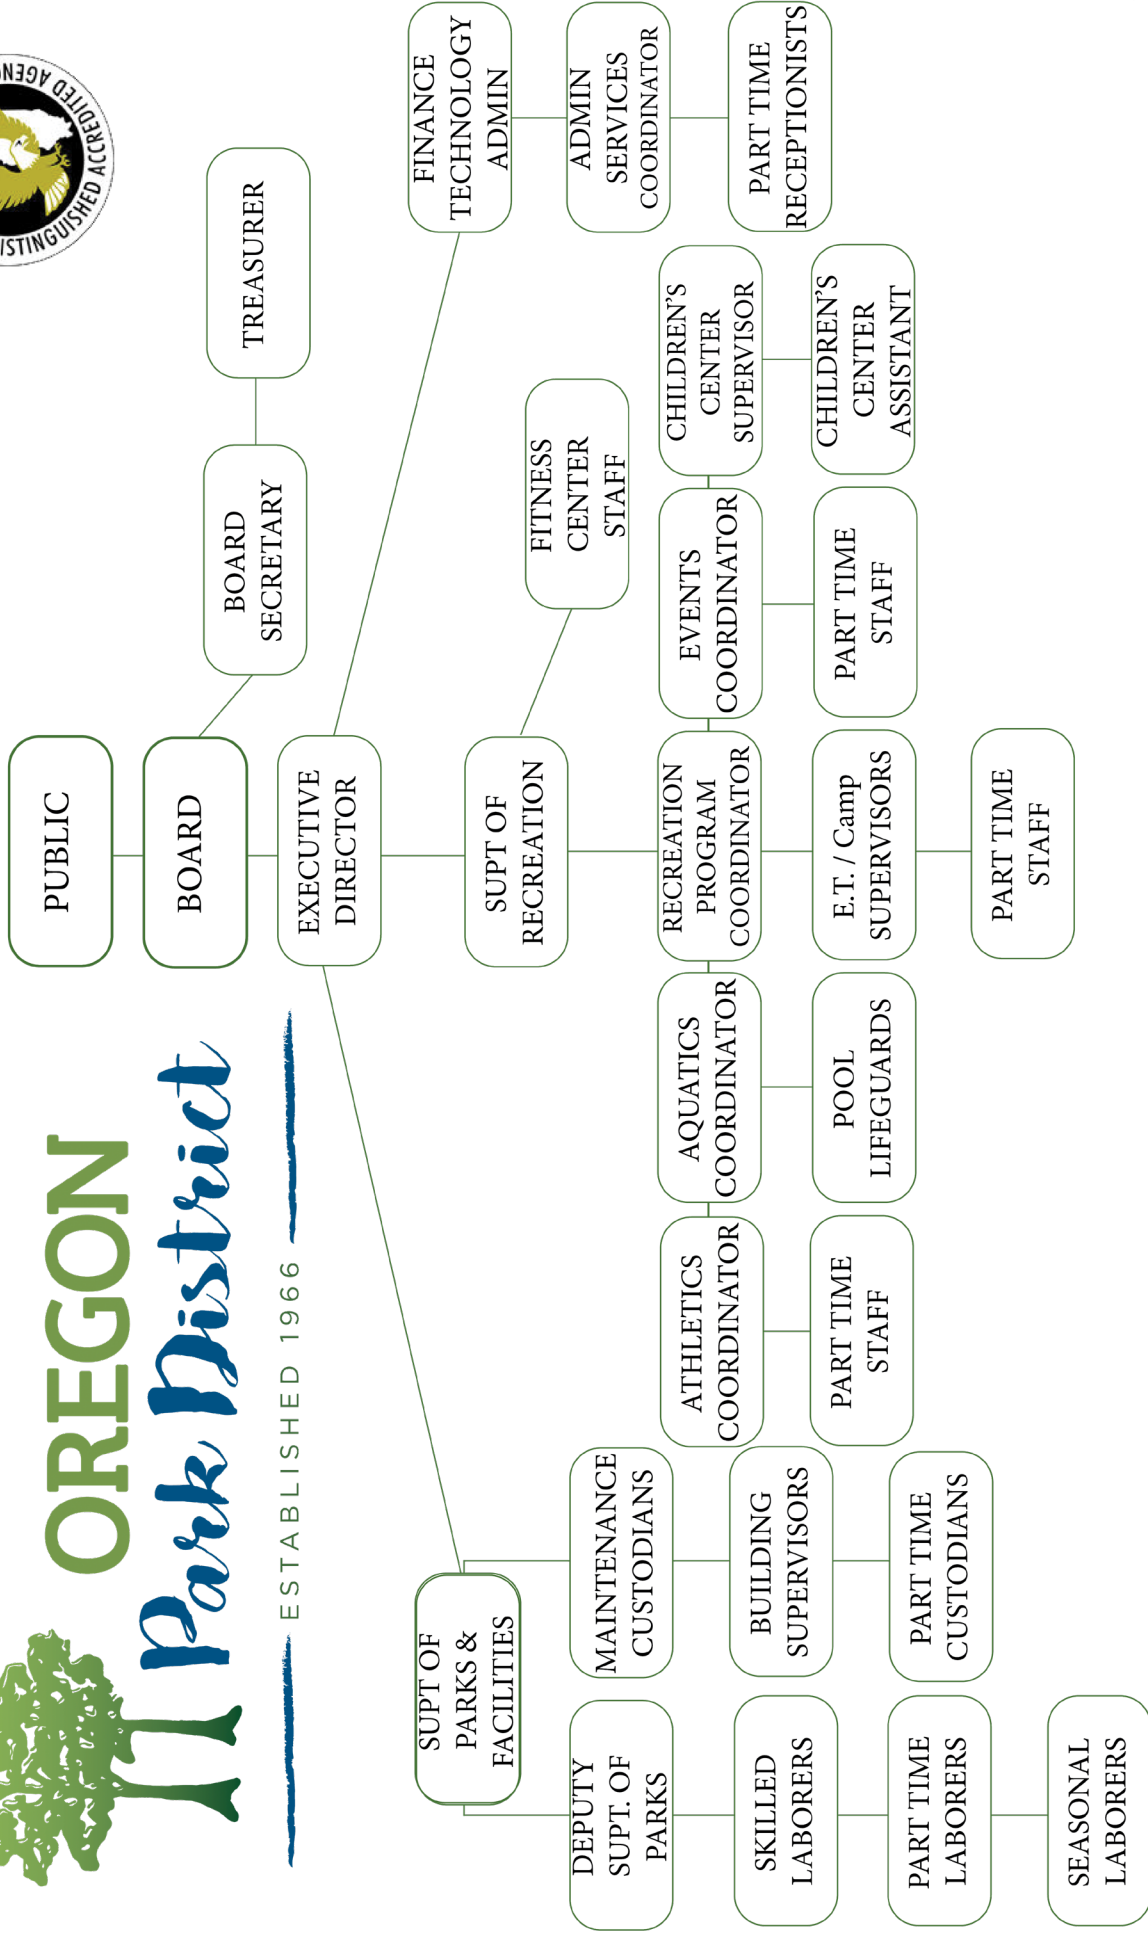 OREGON
Park District
ESTABLISHED 1966
DISTINGUISHED ACCREDITED
PUBLIC
BOARD
BOARD
SECRETARY
TREASURER
EXECUTIVE
DIRECTOR
SUPT OF
PARKS &
FACILITIES
SUPT OF
RECREATION
FINANCE
TECHNOLOGY
ADMIN
FITNESS
CENTER
STAFF
ADMIN
SERVICES
COORDINATOR
PART TIME
RECEPTIONISTS
DEPUTY
SUPT. OF
PARKS
MAINTENANCE
CUSTODIANS
SKILLED
LABORERS
BUILDING
SUPERVISORS
PART TIME
LABORERS
PART TIME
CUSTODIANS
SEASONAL
LABORERS
ATHLETICS
COORDINATOR
AQUATICS
COORDINATOR
RECREATION
PROGRAM
COORDINATOR
EVENTS
COORDINATOR
CHILDREN'S
CENTER
SUPERVISOR
PART TIME
STAFF
POOL
LIFEGUARDS
E.T. / Camp
SUPERVISORS
PART TIME
STAFF
CHILDREN'S
CENTER
ASSISTANT
PART TIME
STAFF